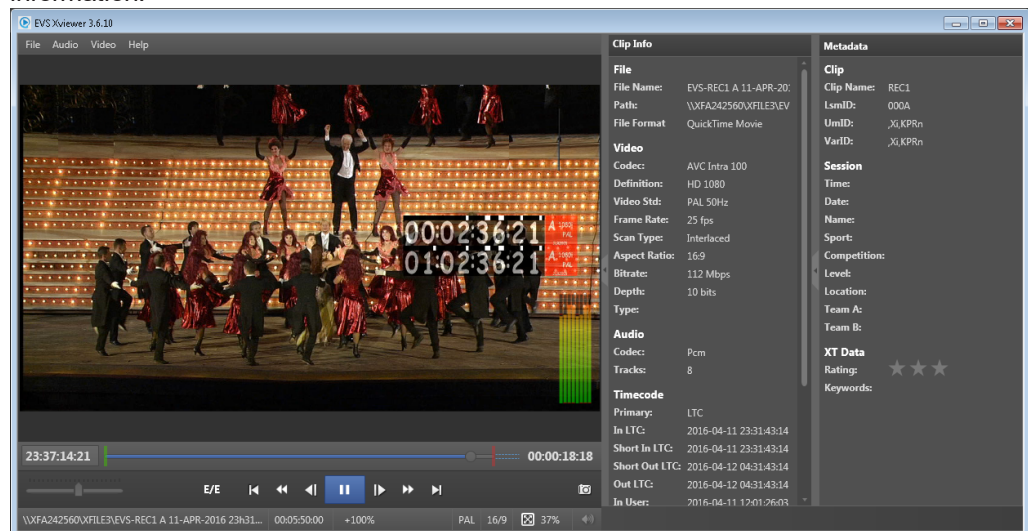 EVS Xviewer 3.6.10
File Audio Video Help
00:02:36:21
01:02:36:21
23:37:14:21
00:00:18:18
E/E
\\XFA242560\XFILE3\EVS-REC1 A 11-APR-2016 23h31... 00:05:50:00 +100% PAL 16/9 37%
Clip Info
File
File Name: EVS-REC1 A 11-APR-20:
Path: \\XFA242560\XFILE3\EV
File Format QuickTime Movie
Video
Codec: AVC Intra 100
Definition: HD 1080
Video Std: PAL 50Hz
Frame Rate: 25 fps
Scan Type: Interlaced
Aspect Ratio: 16:9
Bitrate: 112 Mbps
Depth: 10 bits
Type:
Audio
Codec: Pcm
Tracks: 8
Timecode
Primary: LTC
In LTC: 2016-04-11 23:31:43:14
Short In LTC: 2016-04-11 23:31:43:14
Short Out LTC: 2016-04-12 04:31:43:14
Out LTC: 2016-04-12 04:31:43:14
In User: 2016-04-11 12:01:26:03
Metadata
Clip
Clip Name: REC1
LsmID: 000A
UmID: ,Xi,KPRn
VarID: ,Xi,KPRn
Session
Time:
Date:
Name:
Sport:
Competition:
Level:
Location:
Team A:
Team B:
XT Data
Rating:
Keywords: